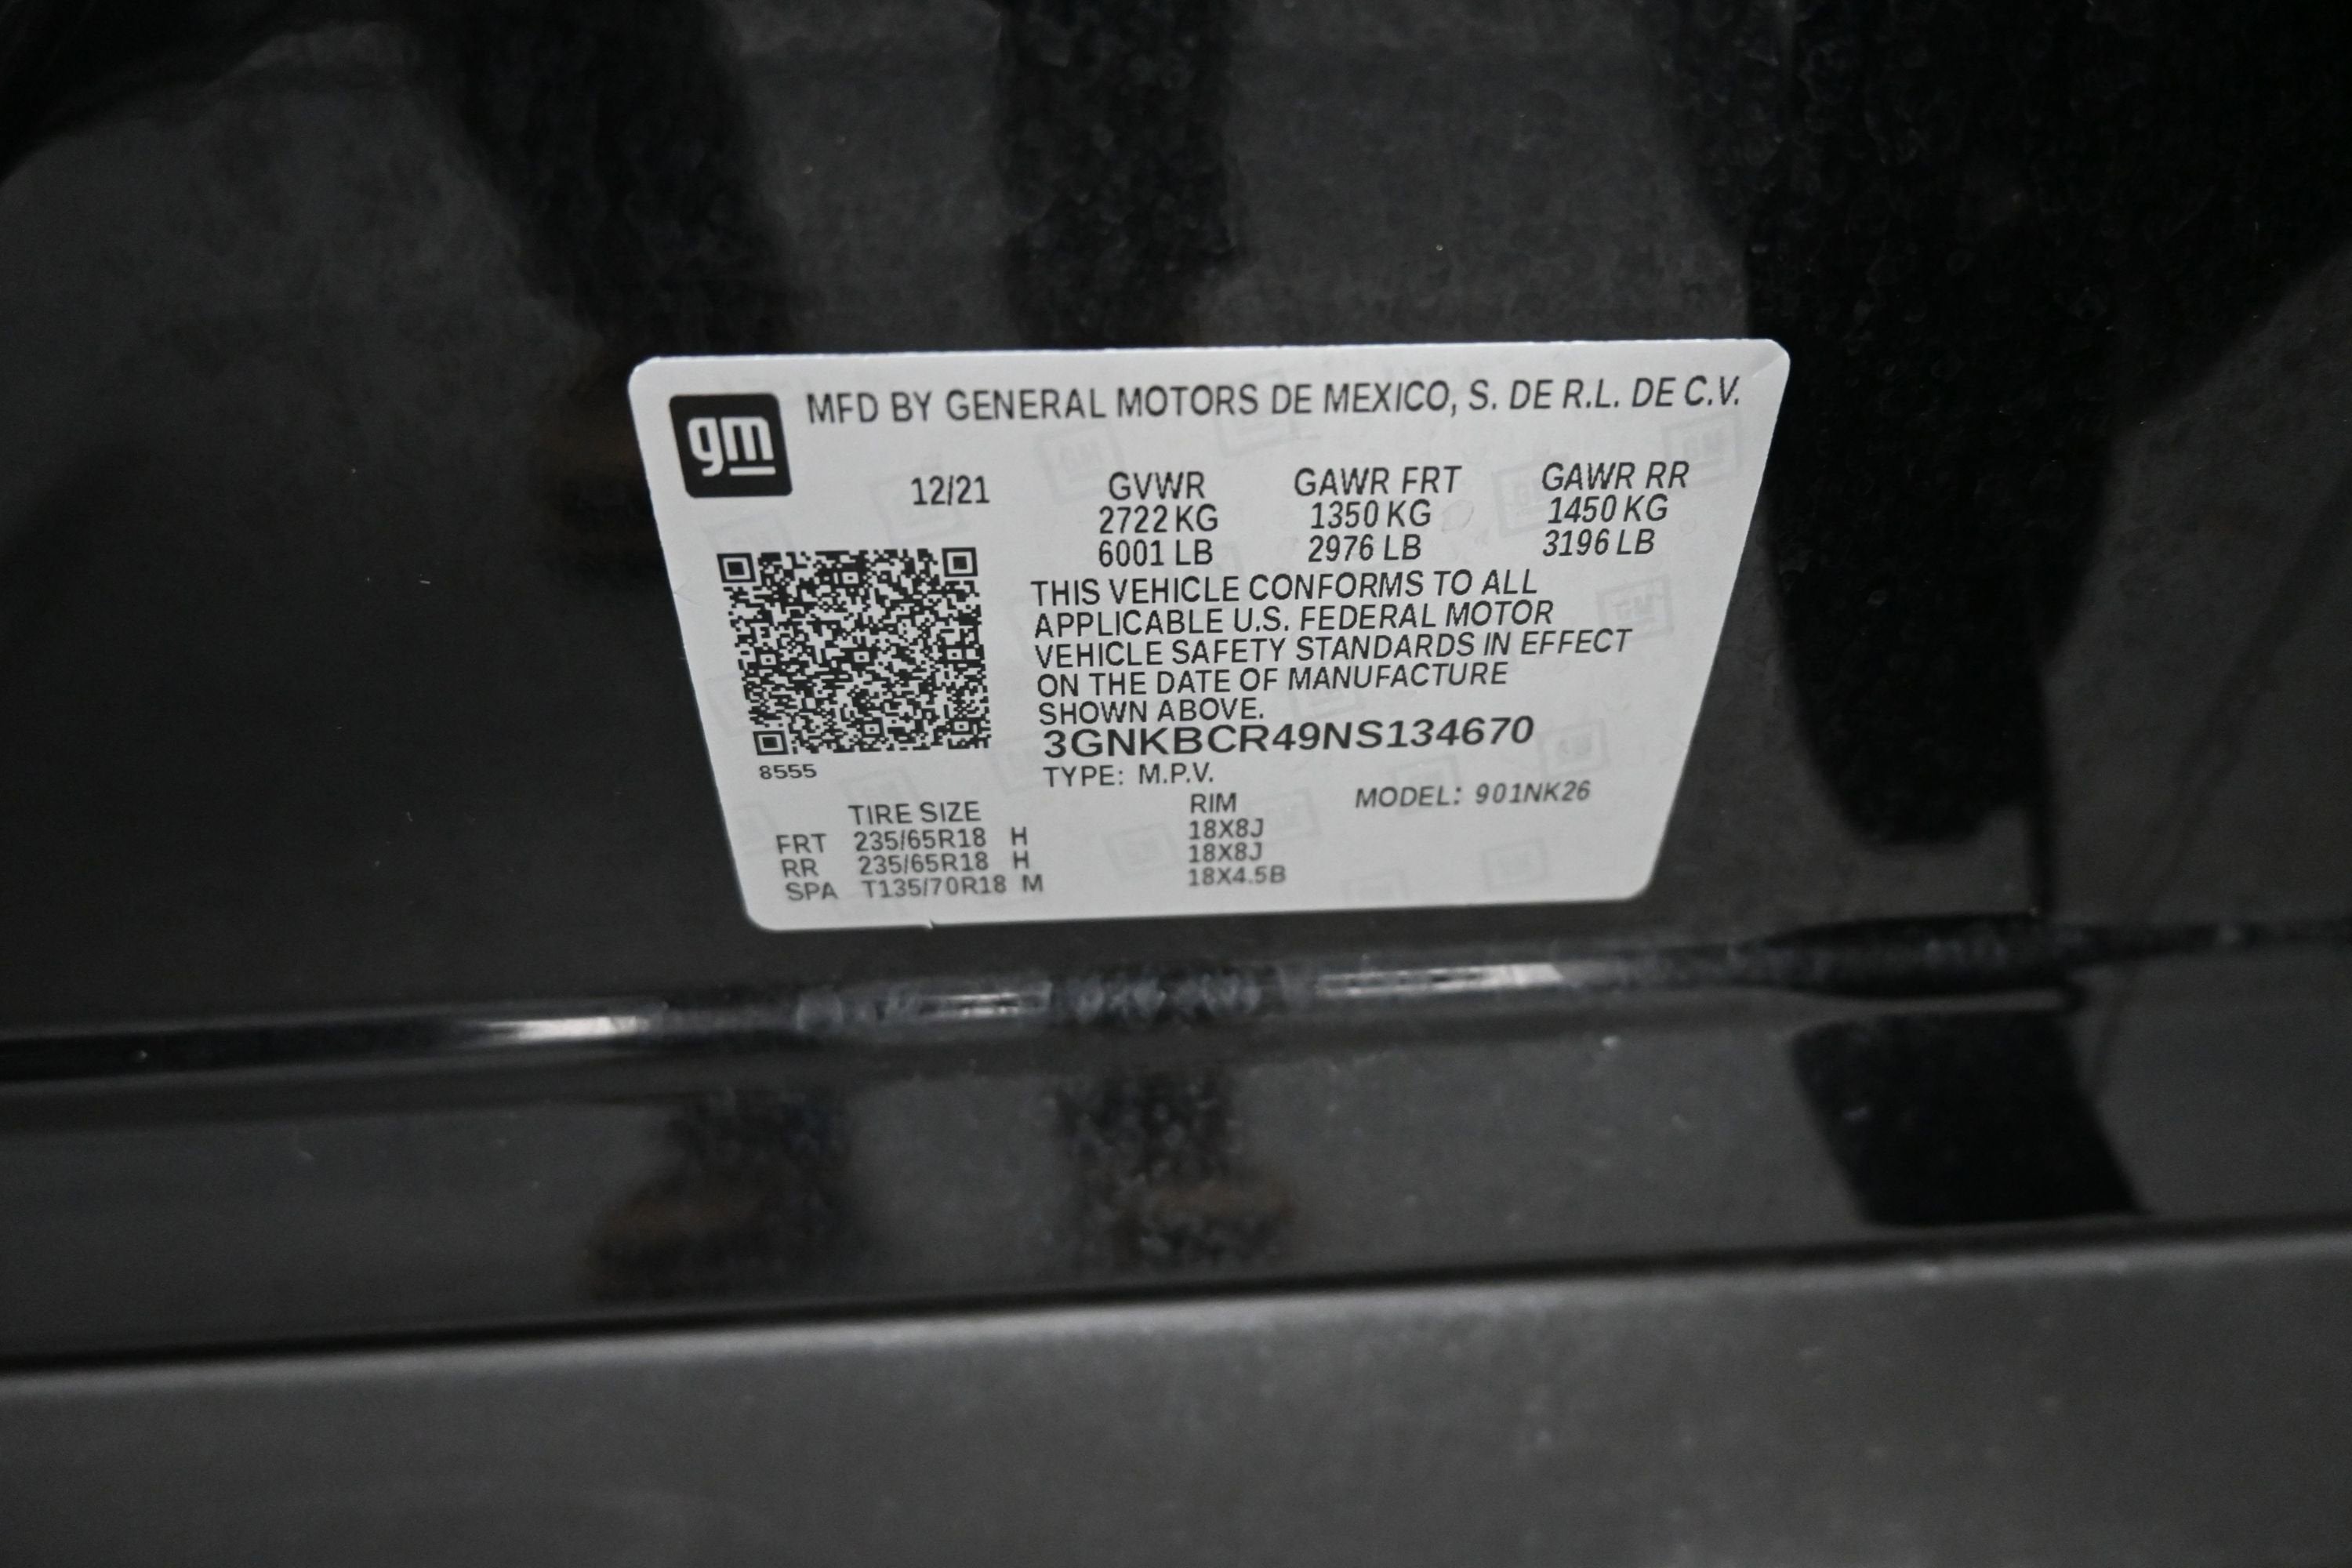 gm
MFD BY GENERAL MOTORS DE MEXICO, S. DE R.L. DE C.V.
12/21 GVWR GAWR FRT GAWR RR
2722 KG 1350 KG 1450 KG
6001 LB 2976 LB 3196 LB
THIS VEHICLE CONFORMS TO ALL
APPLICABLE U.S. FEDERAL MOTOR
VEHICLE SAFETY STANDARDS IN EFFECT
ON THE DATE OF MANUFACTURE
SHOWN ABOVE.
3GNKBCR49NS134670
8555
TYPE: M.P.V.
MODEL: 901NK26
TIRE SIZE RIM
FRT 235/65R18 H 18X8J
RR 235/65R18 H 18X8J
SPA T135/70R18 M 18X4.5B